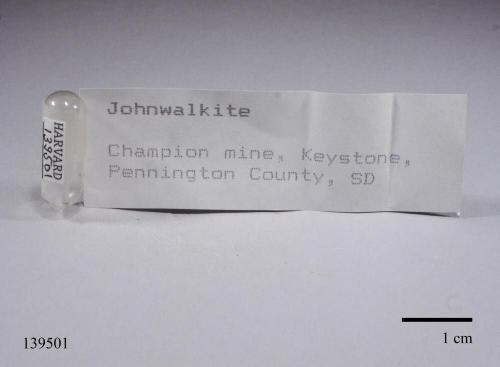 Johnwalkite
Champion mine, Keystone,
Pennington County, SD
HARVARD
139501
139501
1 cm